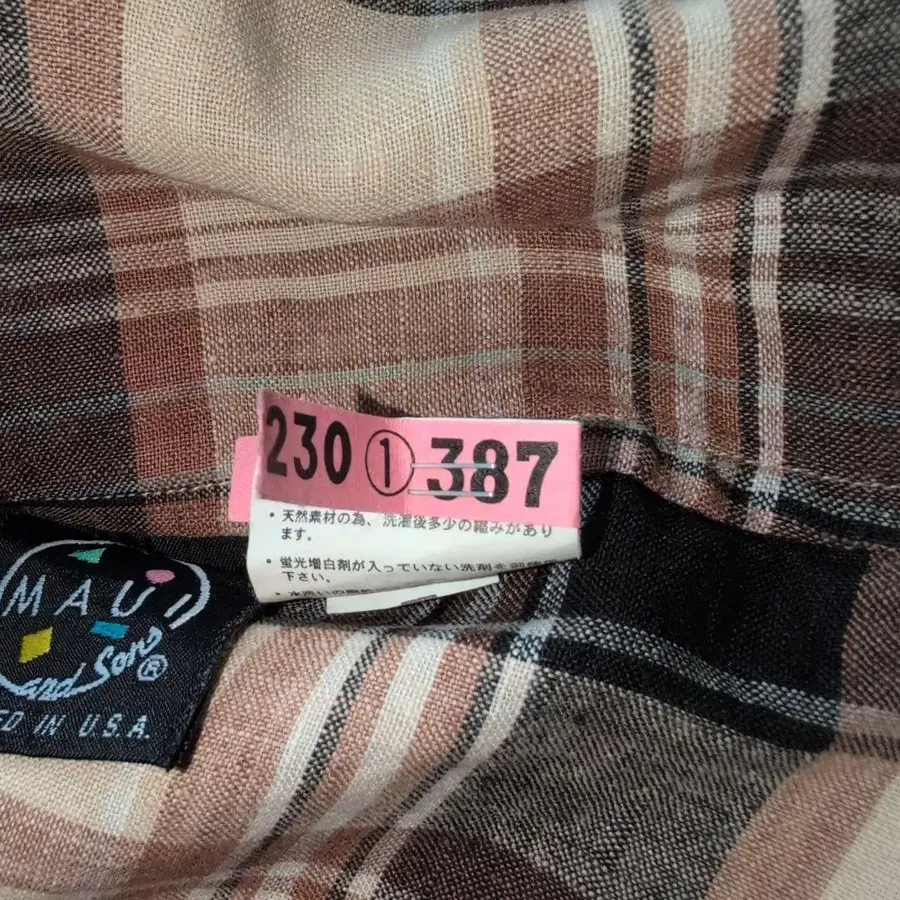 230 ① 387
・天然素材の為、洗濯後多少の縮みがあり
ます。
・蛍光増白剤が入っていない洗剤を
下さい。
MAUI
and Sons®
ED IN U.S.A.